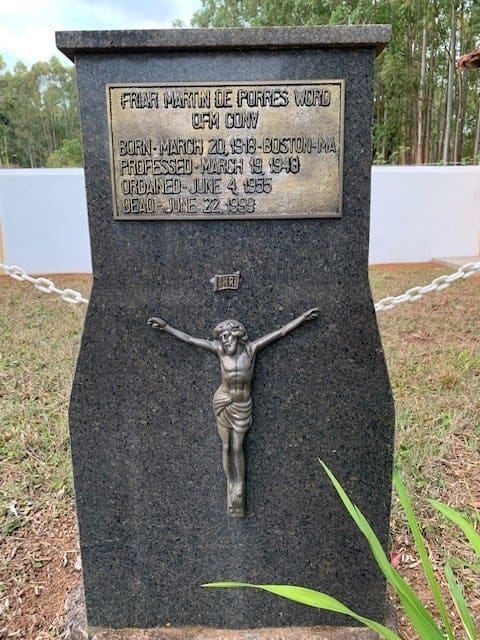 FRIAR MARTIN DE PORRES WORD
OFM CONV
BORN-MARCH 20, 1918-BOSTON-MA
PROFESSED-MARCH 19, 1948
ORDAINED-JUNE 4, 1955
DEAD-JUNE 22, 1999
INRI